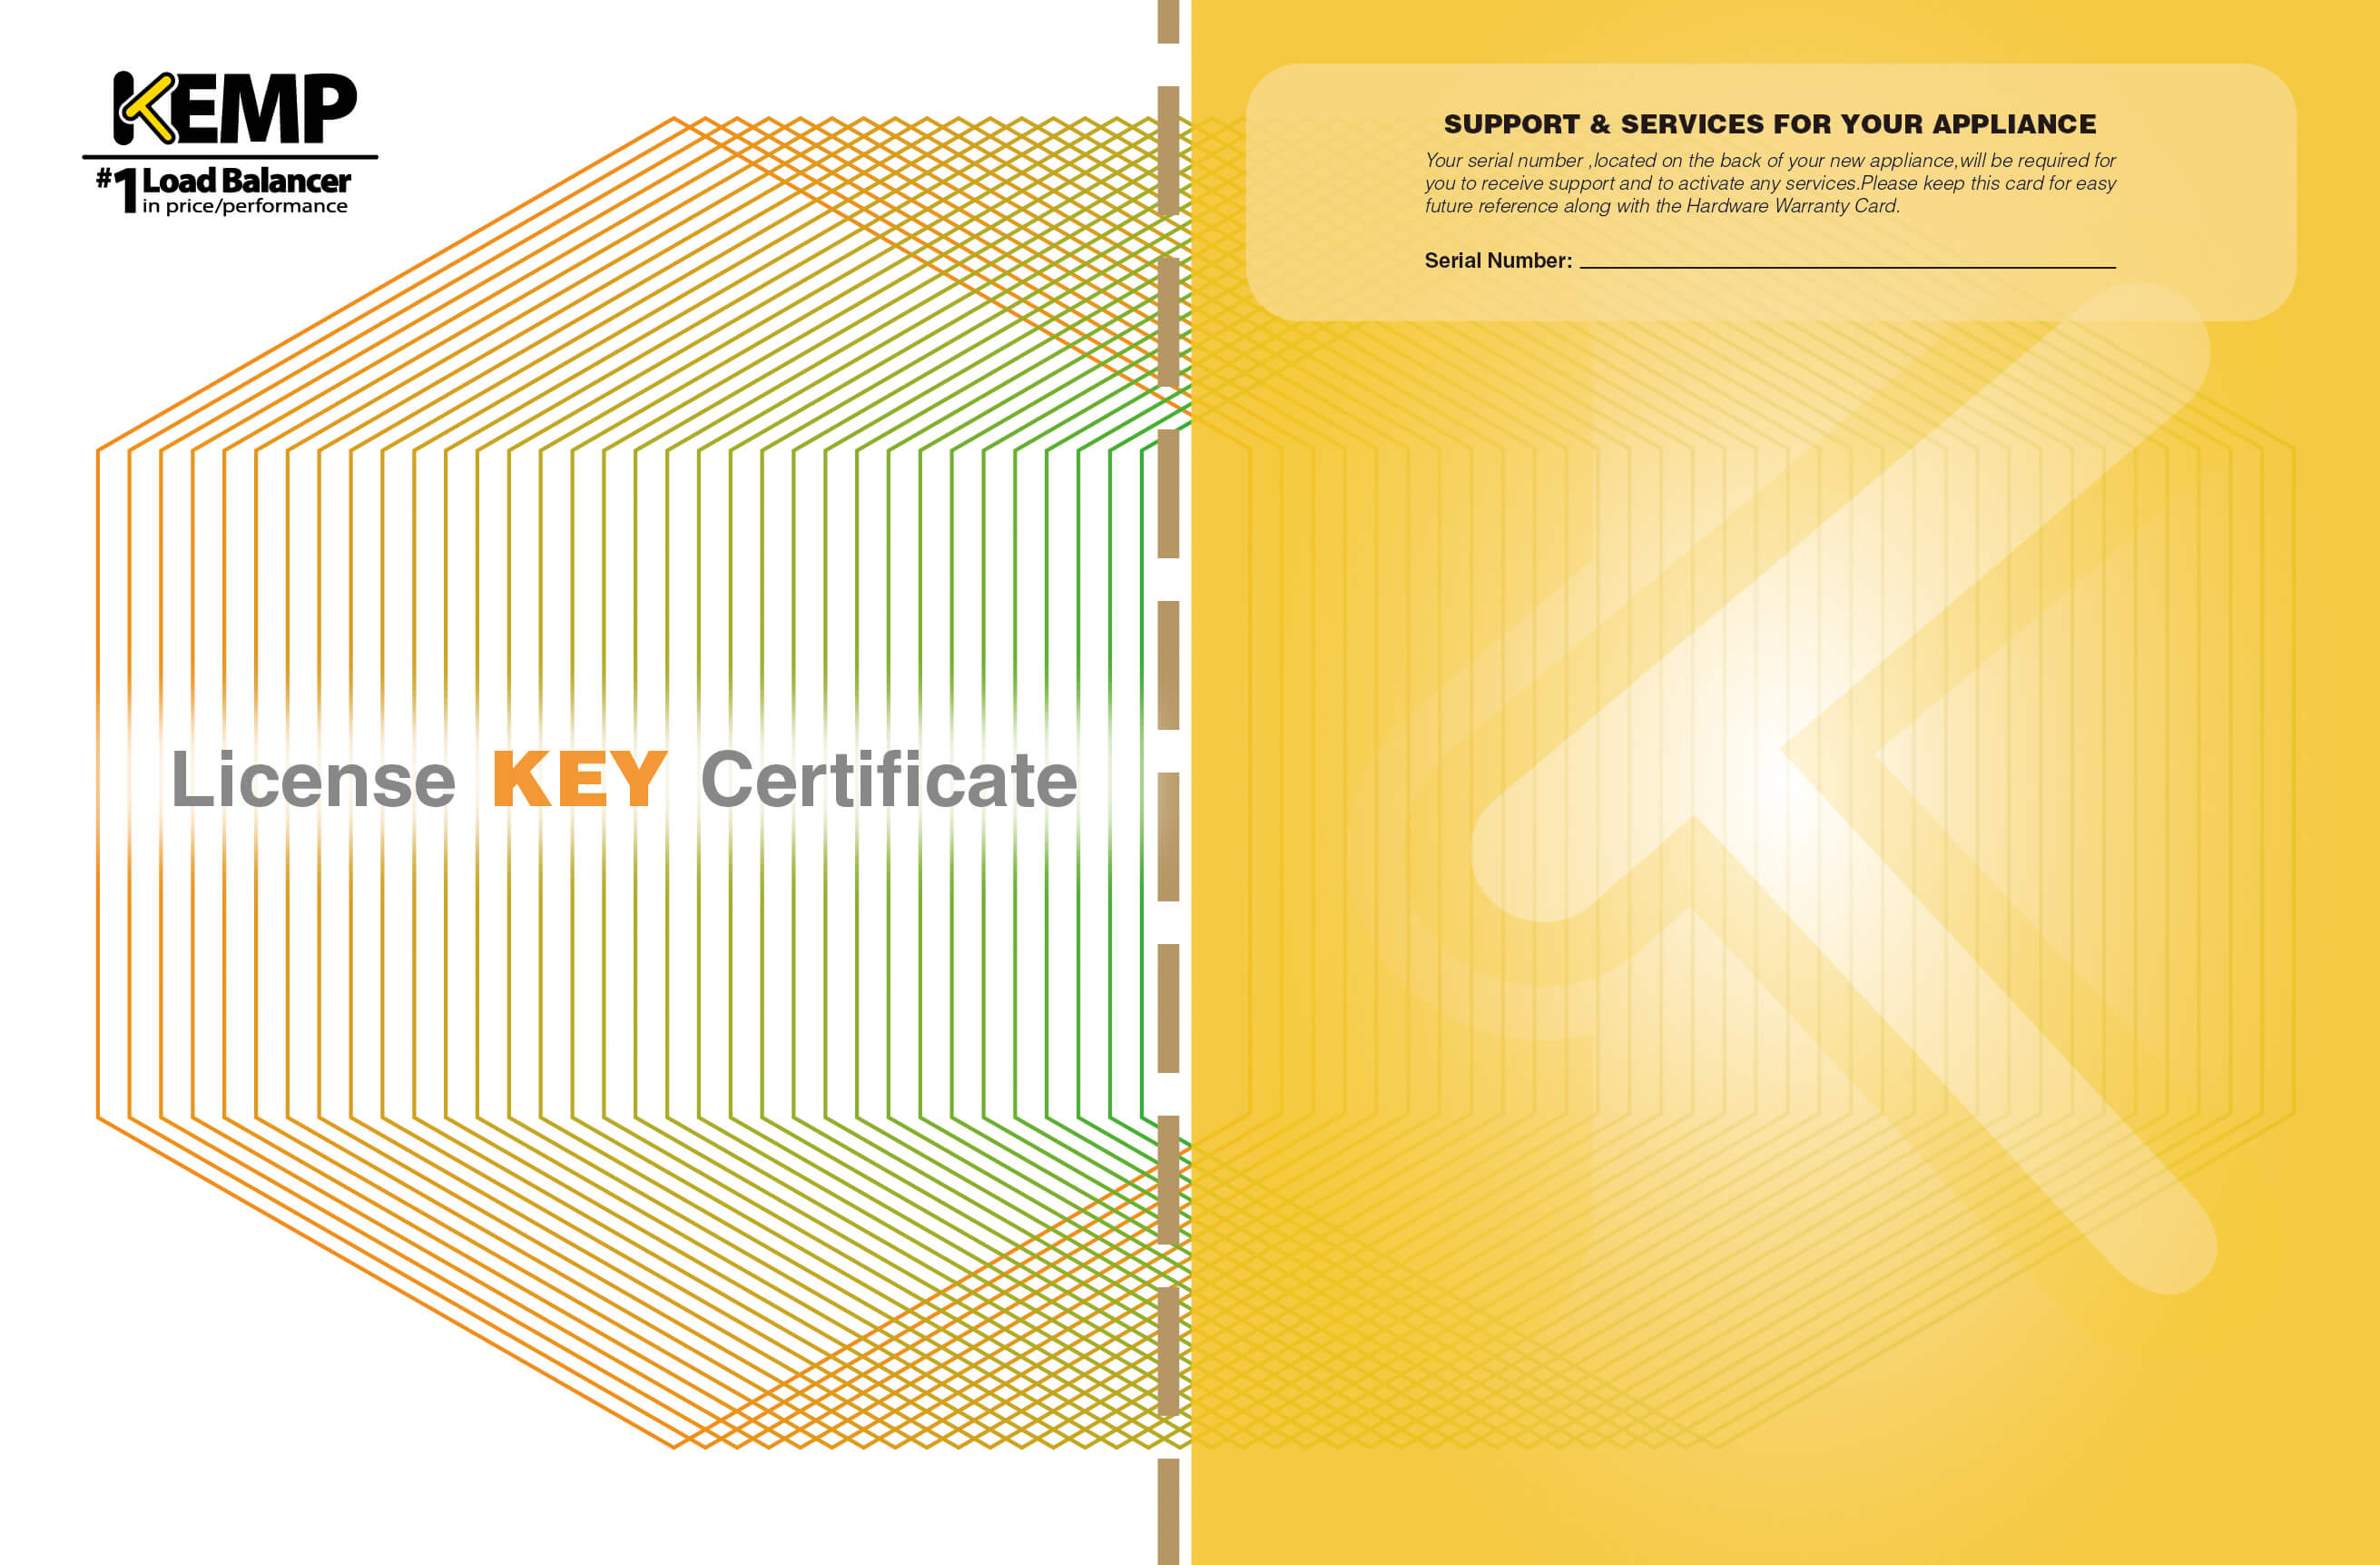 KEMP
#1 Load Balancer
in price/performance
License KEY Certificate
SUPPORT & SERVICES FOR YOUR APPLIANCE
Your serial number ,located on the back of your new appliance,will be required for
you to receive support and to activate any services.Please keep this card for easy
future reference along with the Hardware Warranty Card.
Serial Number: